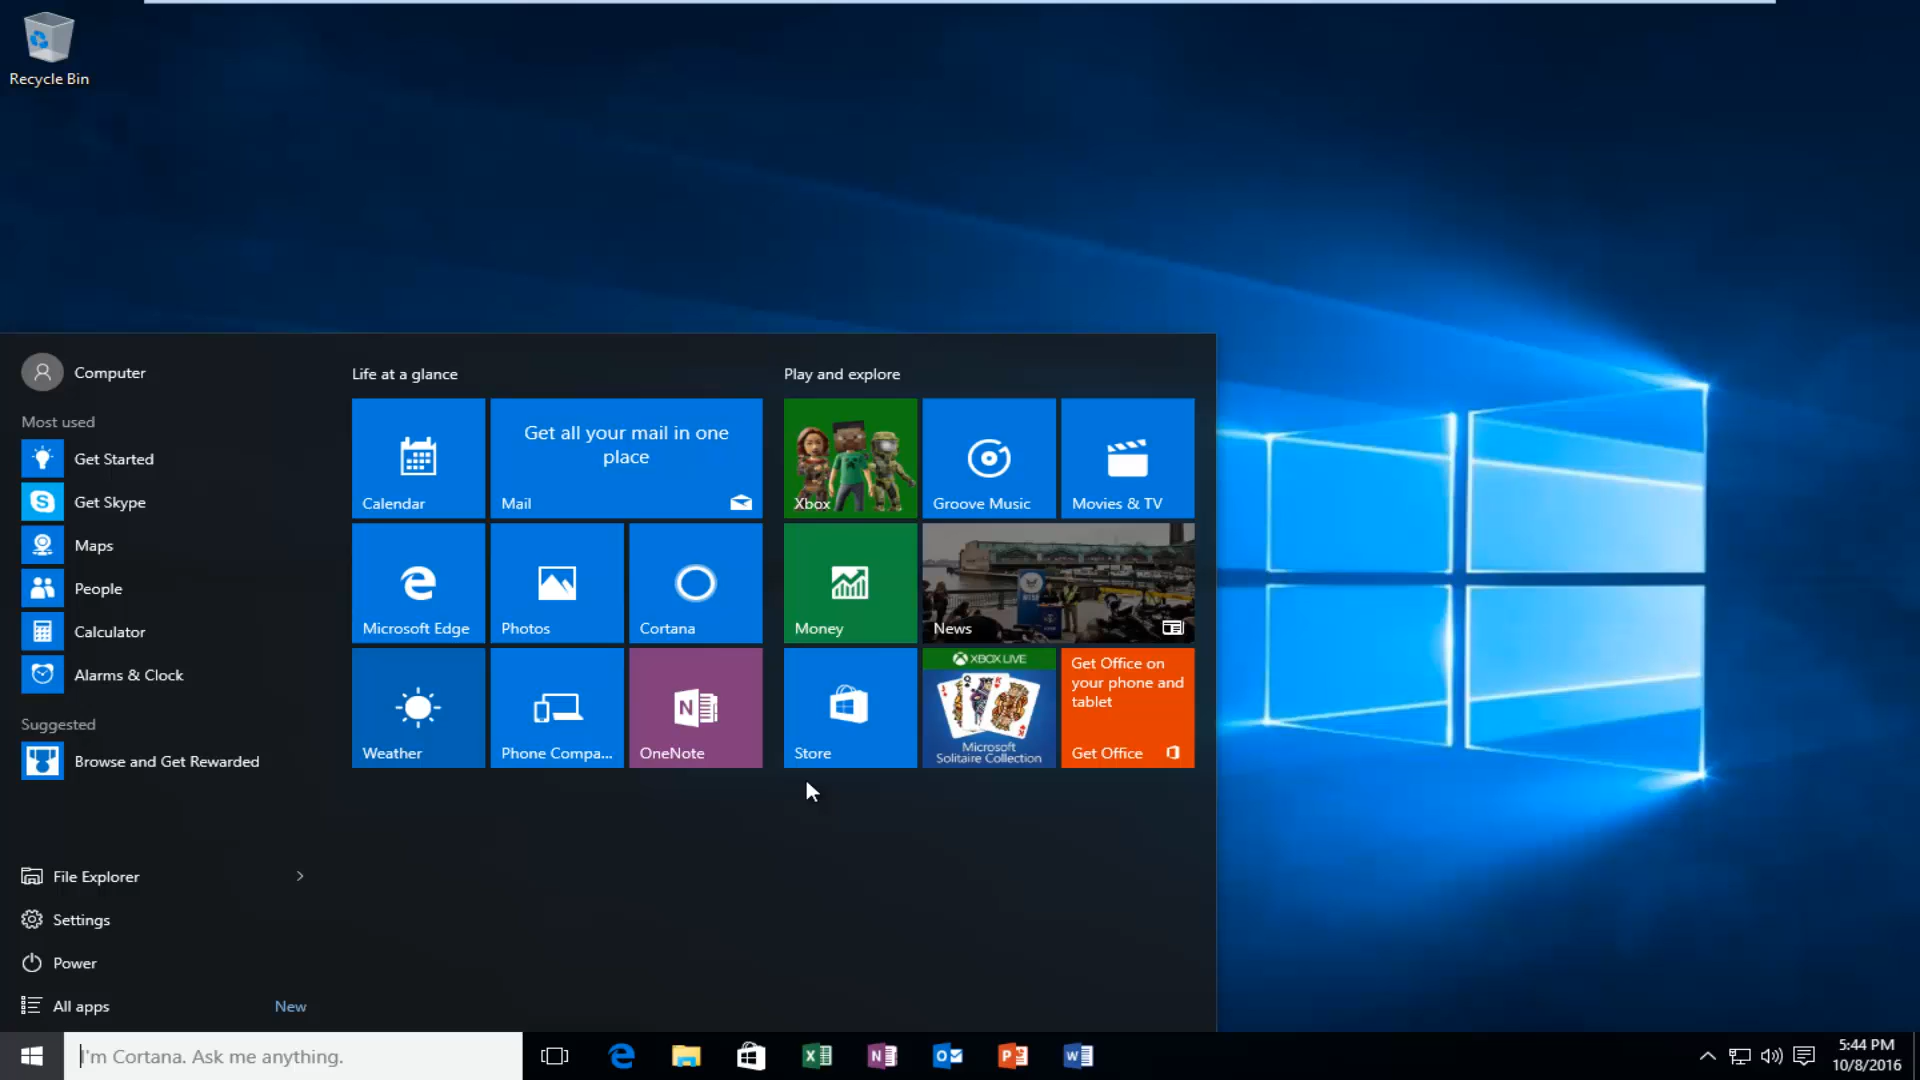 Recycle Bin
Computer
Most used
Get Started
Get Skype
Maps
People
Calculator
Alarms & Clock
Suggested
Browse and Get Rewarded
File Explorer
Settings
Power
All apps
New
Life at a glance
Calendar
Get all your mail in one
place
Mail
Microsoft Edge
Photos
Cortana
Weather
Phone Compa...
OneNote
Play and explore
Xbox
Groove Music
Movies & TV
Money
News
Store
XBOX LIVE
Microsoft
Solitaire Collection
Get Office on
your phone and
tablet
Get Office
I'm Cortana. Ask me anything.
5:44 PM
10/8/2016